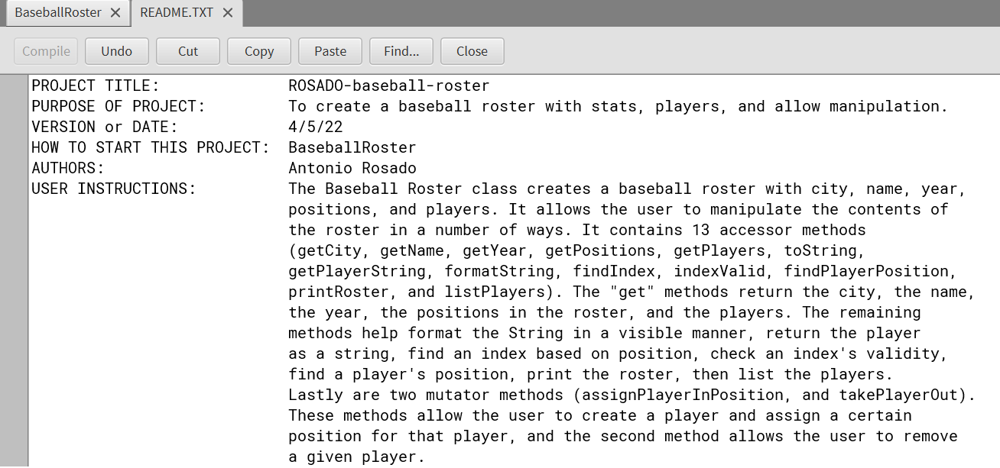 BaseballRoster ✕ README.TXT ✕
Compile Undo Cut Copy Paste Find... Close
PROJECT TITLE: ROSADO-baseball-roster
PURPOSE OF PROJECT: To create a baseball roster with stats, players, and allow manipulation.
VERSION or DATE: 4/5/22
HOW TO START THIS PROJECT: BaseballRoster
AUTHORS: Antonio Rosado
USER INSTRUCTIONS: The Baseball Roster class creates a baseball roster with city, name, year,
positions, and players. It allows the user to manipulate the contents of
the roster in a number of ways. It contains 13 accessor methods
(getCity, getName, getYear, getPositions, getPlayers, toString,
getPlayerString, formatString, findIndex, indexValid, findPlayerPosition,
printRoster, and listPlayers). The "get" methods return the city, the name,
the year, the positions in the roster, and the players. The remaining
methods help format the String in a visible manner, return the player
as a string, find an index based on position, check an index's validity,
find a player's position, print the roster, then list the players.
Lastly are two mutator methods (assignPlayerInPosition, and takePlayerOut).
These methods allow the user to create a player and assign a certain
position for that player, and the second method allows the user to remove
a given player.